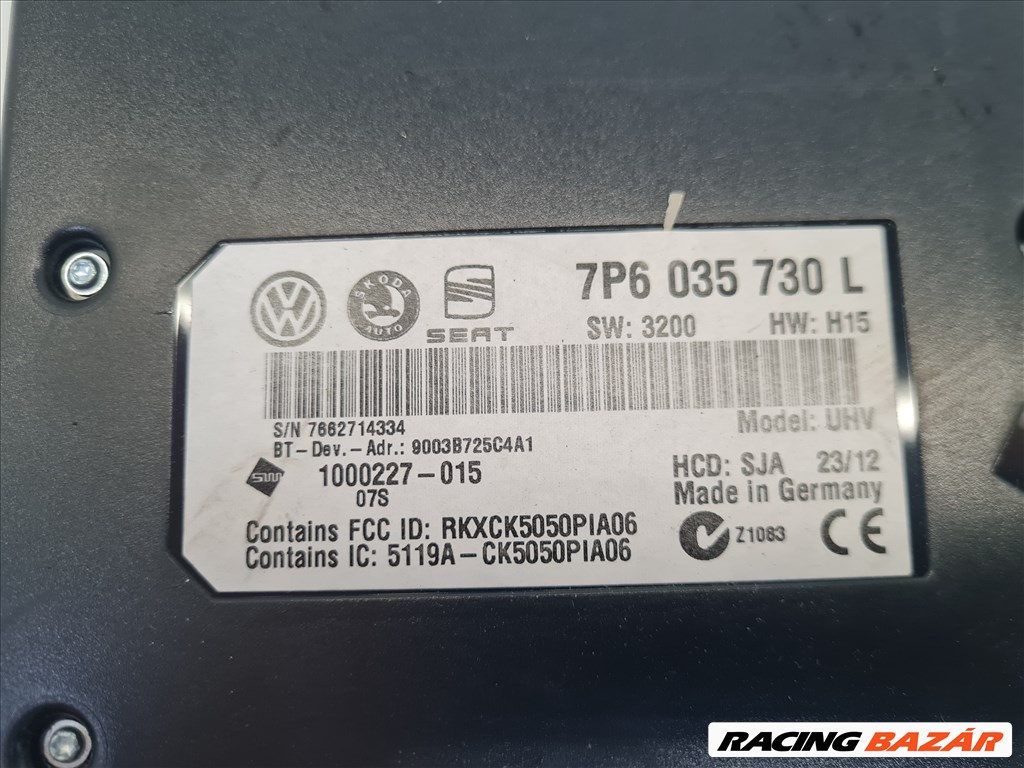 ŠKODA
AUTO
SEAT
7P6 035 730 L
SW: 3200 HW: H15
S/N 7662714334
Model: UHV
BT-Dev.-Adr.: 9003B725C4A1
SW 1000227-015
07S
HCD: SJA 23/12
Made in Germany
Contains FCC ID: RKXCK5050PIA06
Contains IC: 5119A-CK5050PIA06
Z1083 CE
RACING BAZÁR